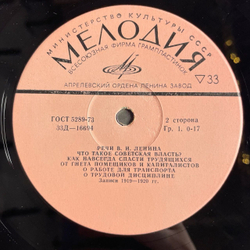 МИНИСТЕРСТВО КУЛЬТУРЫ СССР
МЕЛОДИЯ
ВСЕСОЮЗНАЯ ФИРМА ГРАМПЛАСТИНОК
АПРЕЛЕВСКИЙ ОРДЕНА ЛЕНИНА ЗАВОД
33
ГОСТ 5289-73
33Д—16894
2 сторона
Гр. 1. 0-17
РЕЧИ В. И. ЛЕНИНА
ЧТО ТАКОЕ СОВЕТСКАЯ ВЛАСТЬ?
КАК НАВСЕГДА СПАСТИ ТРУДЯЩИХСЯ
ОТ ГНЕТА ПОМЕЩИКОВ И КАПИТАЛИСТОВ
О РАБОТЕ ДЛЯ ТРАНСПОРТА
О ТРУДОВОЙ ДИСЦИПЛИНЕ
Записи 1919—1920 гг.